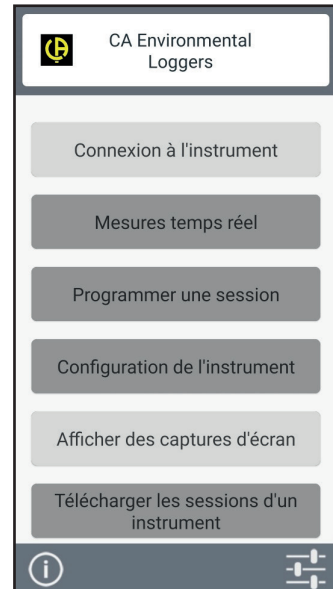 CA Environmental
Loggers
Connexion à l'instrument
Mesures temps réel
Programmer une session
Configuration de l'instrument
Afficher des captures d'écran
Télécharger les sessions d'un
instrument